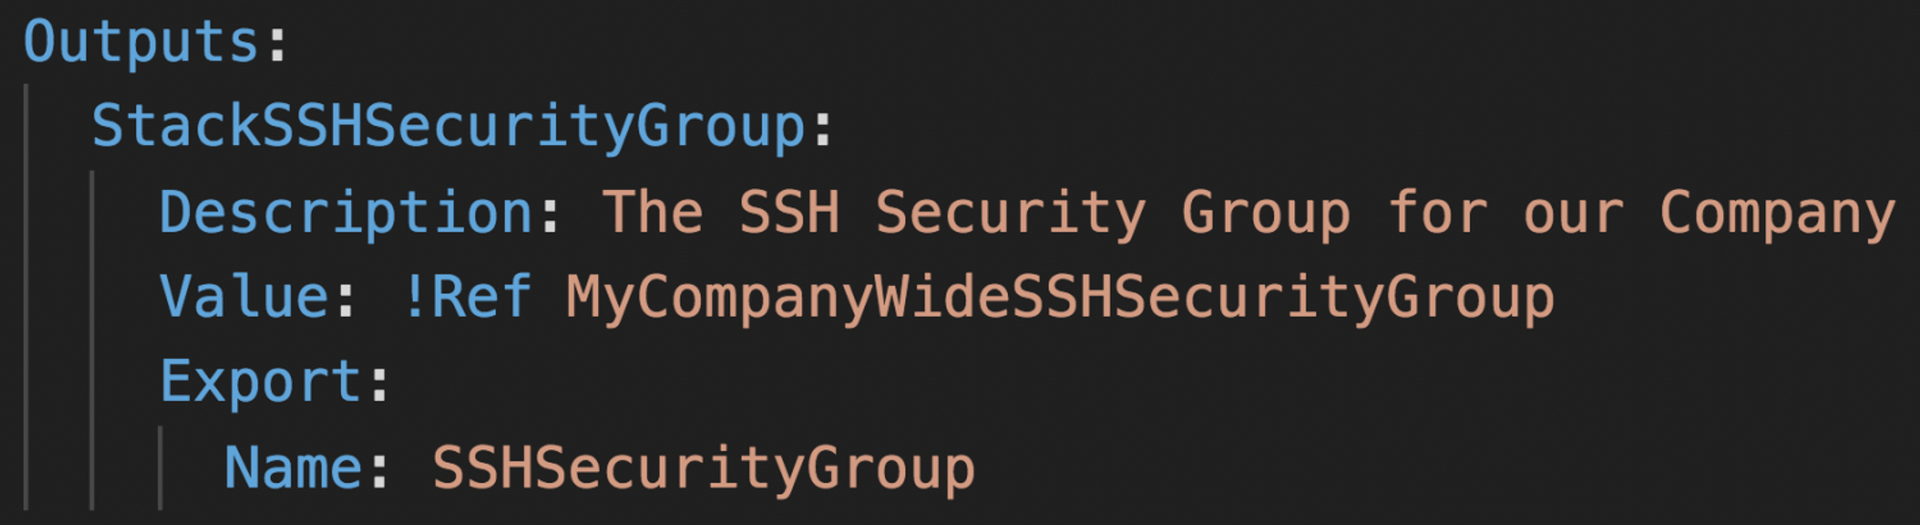 Outputs:
StackSSHSecurityGroup:
Description: The SSH Security Group for our Company
Value: !Ref MyCompanyWideSSHSecurityGroup
Export:
Name: SSHSecurityGroup